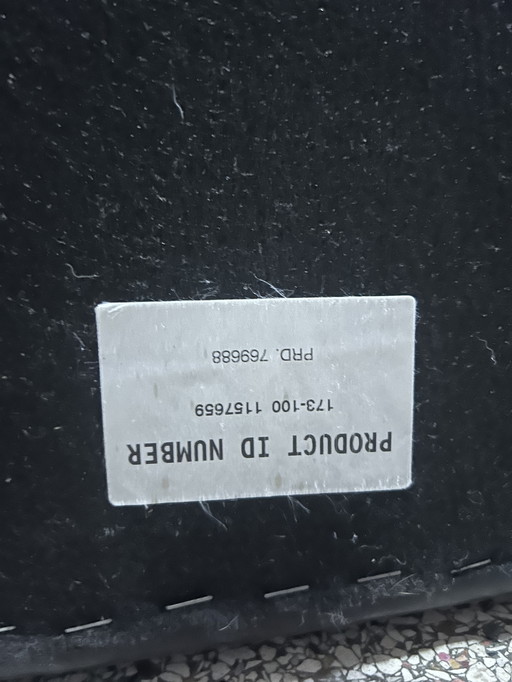 PRODUCT ID NUMBER
173-100 1157659
PRD. 769688